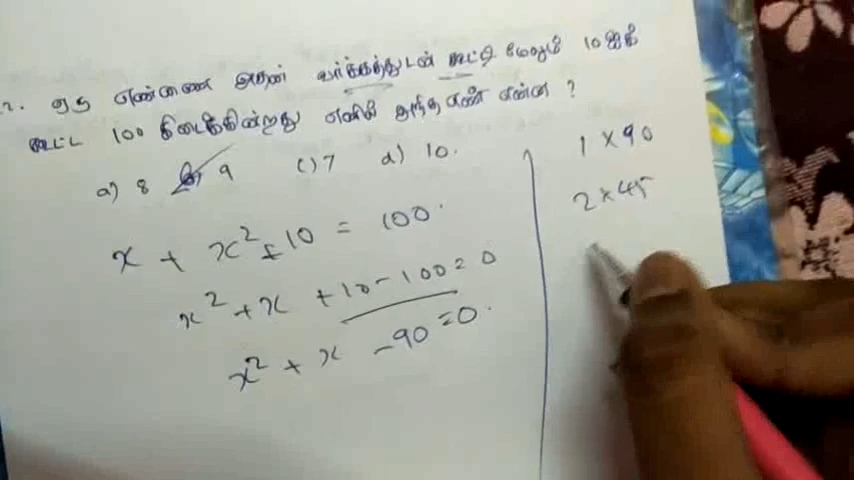 2. ஒரு எண்ணை அதன் வர்க்கத்துடன் கூட்டி மேலும் 10ஐக்
கூட்ட 100 கிடைக்கின்றது எனில் அந்த எண் என்ன ?
a) 8 b) 9 c) 7 d) 10.
x + x² + 10 = 100.
x² + x + 10 - 100 = 0
x² + x - 90 = 0.
1 × 90
2 × 45